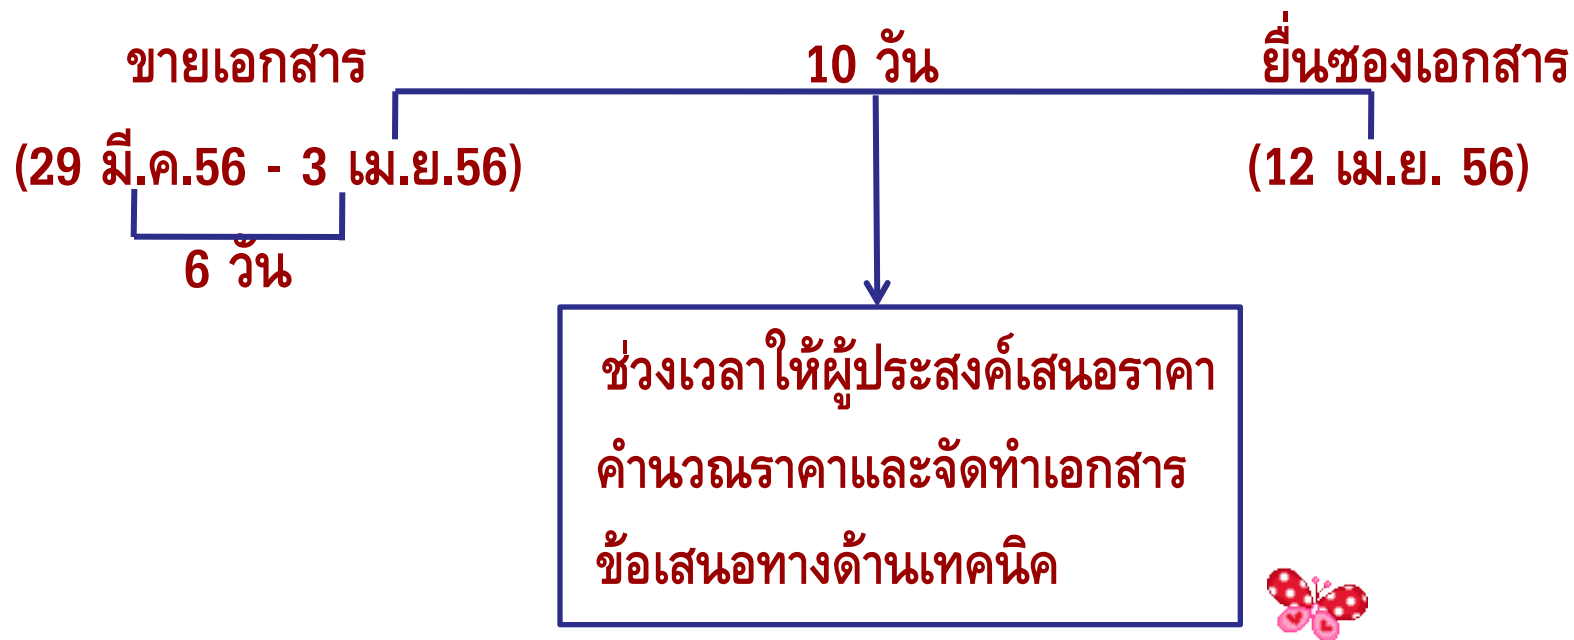 ขายเอกสาร 10 วัน ยื่นซองเอกสาร
(29 มี.ค.56 - 3 เม.ย.56) (12 เม.ย. 56)
6 วัน
ช่วงเวลาให้ผู้ประสงค์เสนอราคา
คำนวณราคาและจัดทำเอกสาร
ข้อเสนอทางด้านเทคนิค